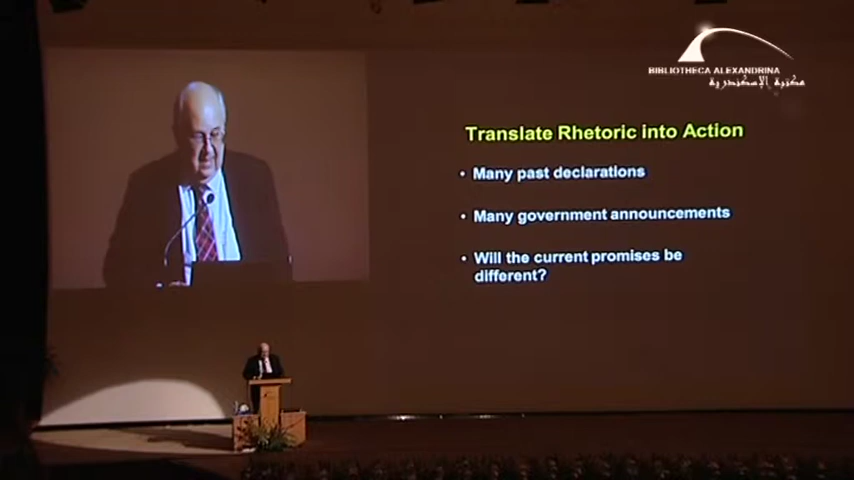 BIBLIOTHECA ALEXANDRINA
مكتبة الإسكندرية
Translate Rhetoric into Action
• Many past declarations
• Many government announcements
• Will the current promises be
different?